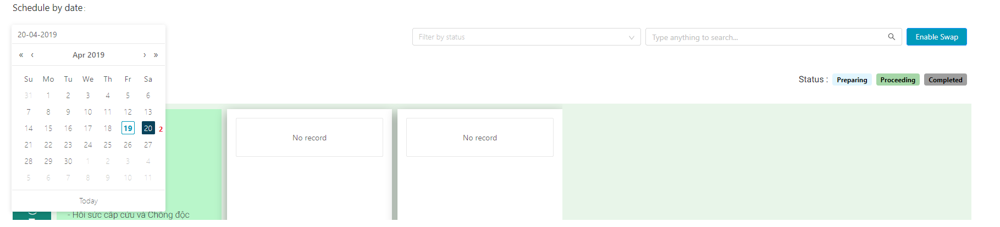 Schedule by date:
20-04-2019
Filter by status
Type anything to search...
Enable Swap
« ‹ Apr 2019 › »
Su Mo Tu We Th Fr Sa
31 1 2 3 4 5 6
7 8 9 10 11 12 13
14 15 16 17 18 19 20 2
21 22 23 24 25 26 27
28 29 30 1 2 3 4
5 6 7 8 9 10 11
Today
Status : Preparing Proceeding Completed
No record
No record
- Hồi sức cấp cứu và Chống độc